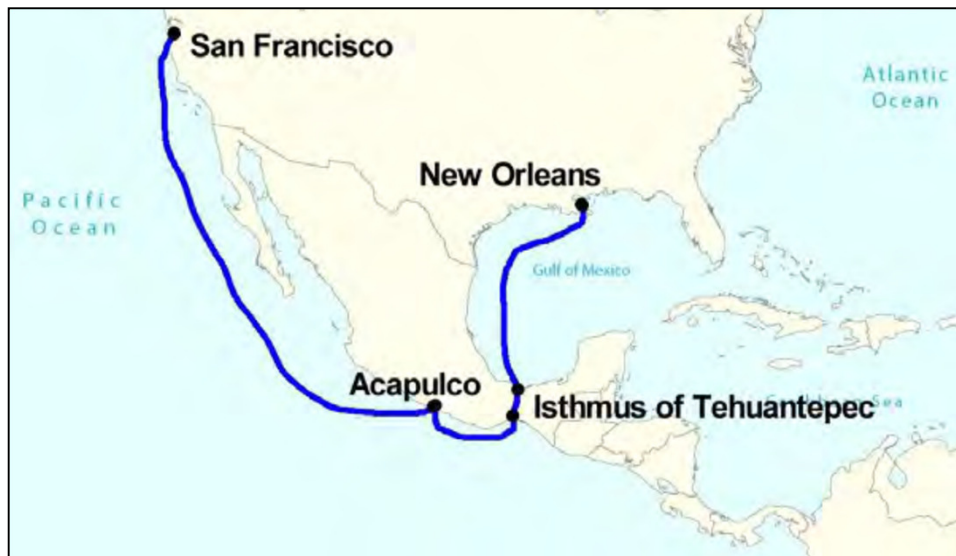 San Francisco
Atlantic
Ocean
New Orleans
Pacific
Ocean
Gulf of Mexico
Acapulco
Isthmus of Tehuantepec
Sea